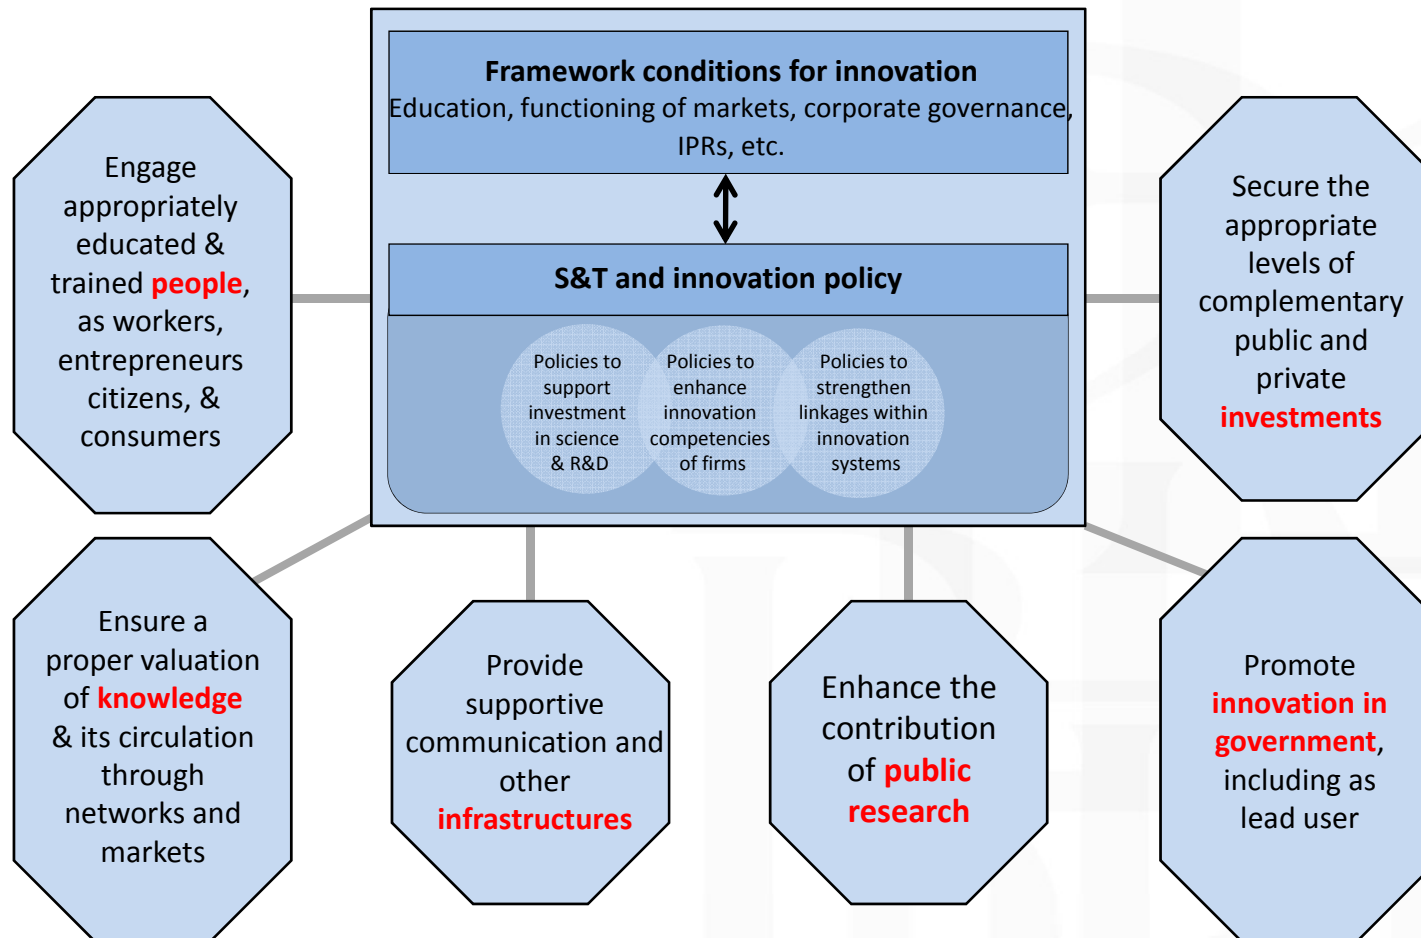 Framework conditions for innovation
Education, functioning of markets, corporate governance,
IPRs, etc.
S&T and innovation policy
Policies to
support
investment
in science
& R&D
Policies to
enhance
innovation
competencies
of firms
Policies to
strengthen
linkages within
innovation
systems
Engage
appropriately
educated &
trained people,
as workers,
entrepreneurs
citizens, &
consumers
Secure the
appropriate
levels of
complementary
public and
private
investments
Ensure a
proper valuation
of knowledge
& its circulation
through
networks and
markets
Provide
supportive
communication and
other
infrastructures
Enhance the
contribution
of public
research
Promote
innovation in
government,
including as
lead user